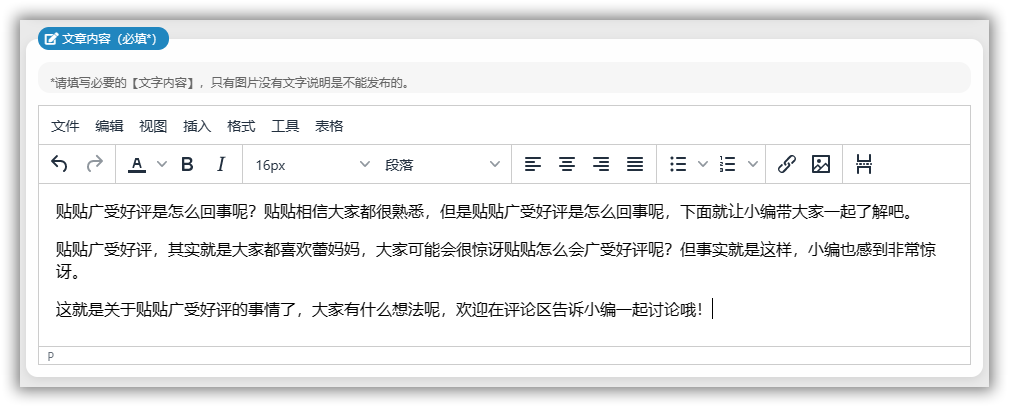 文章内容（必填*）
*请填写必要的【文字内容】，只有图片没有文字说明是不能发布的。
文件 编辑 视图 插入 格式 工具 表格
A B I 16px 段落
贴贴广受好评是怎么回事呢？贴贴相信大家都很熟悉，但是贴贴广受好评是怎么回事呢，下面就让小编带大家一起了解吧。
贴贴广受好评，其实就是大家都喜欢蕾妈妈，大家可能会很惊讶贴贴怎么会广受好评呢？但事实就是这样，小编也感到非常惊
讶。
这就是关于贴贴广受好评的事情了，大家有什么想法呢，欢迎在评论区告诉小编一起讨论哦！
P